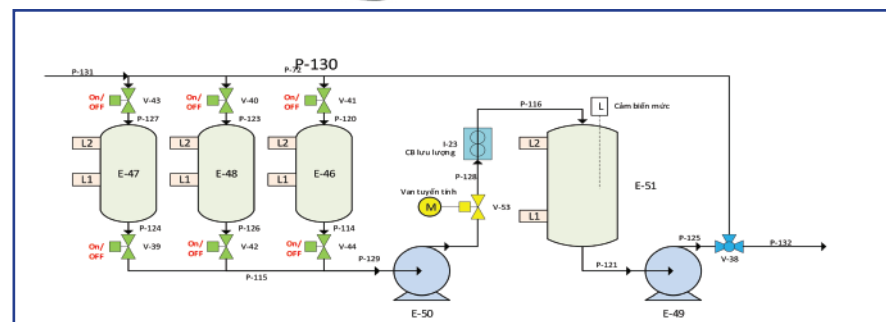 P-130
P-131
P-72
On/
OFF
V-43
On/
OFF
V-40
On/
OFF
V-41
P-127
P-123
P-120
P-116
L
Cảm biến mức
L2
L2
L2
L2
I-23
CB lưu lượng
E-47
E-48
E-46
P-128
E-51
L1
L1
L1
Van tuyến tính
M
V-53
L1
P-124
P-126
P-114
On/
OFF
V-39
On/
OFF
V-42
On/
OFF
V-44
P-125
P-132
V-38
P-129
P-121
P-115
E-50
E-49